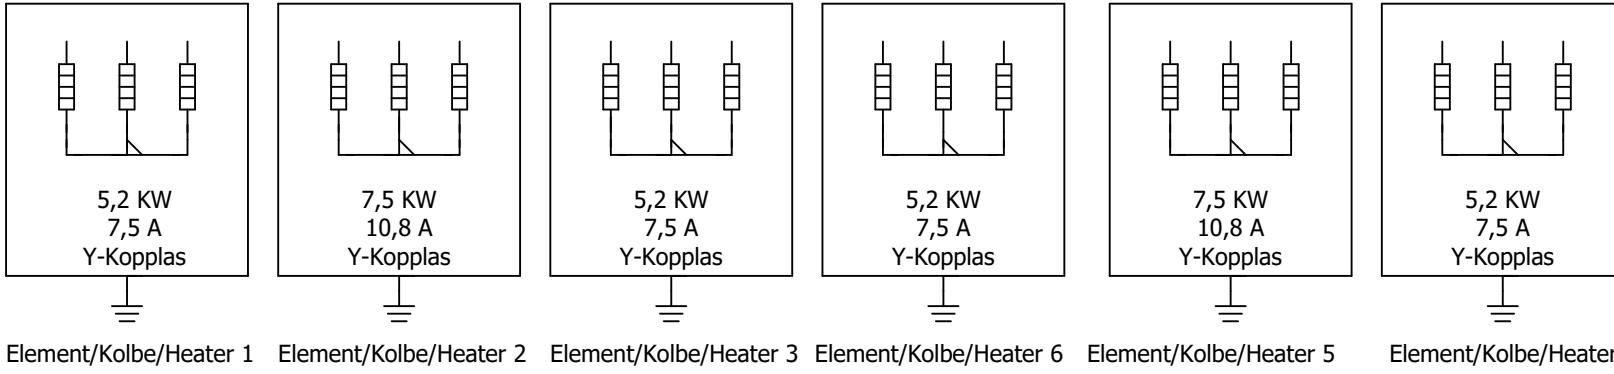 5,2 KW
7,5 A
Y-Kopplas
Element/Kolbe/Heater 1
7,5 KW
10,8 A
Y-Kopplas
Element/Kolbe/Heater 2
5,2 KW
7,5 A
Y-Kopplas
Element/Kolbe/Heater 3
5,2 KW
7,5 A
Y-Kopplas
Element/Kolbe/Heater 6
7,5 KW
10,8 A
Y-Kopplas
Element/Kolbe/Heater 5
5,2 KW
7,5 A
Y-Kopplas
Element/Kolbe/Heater